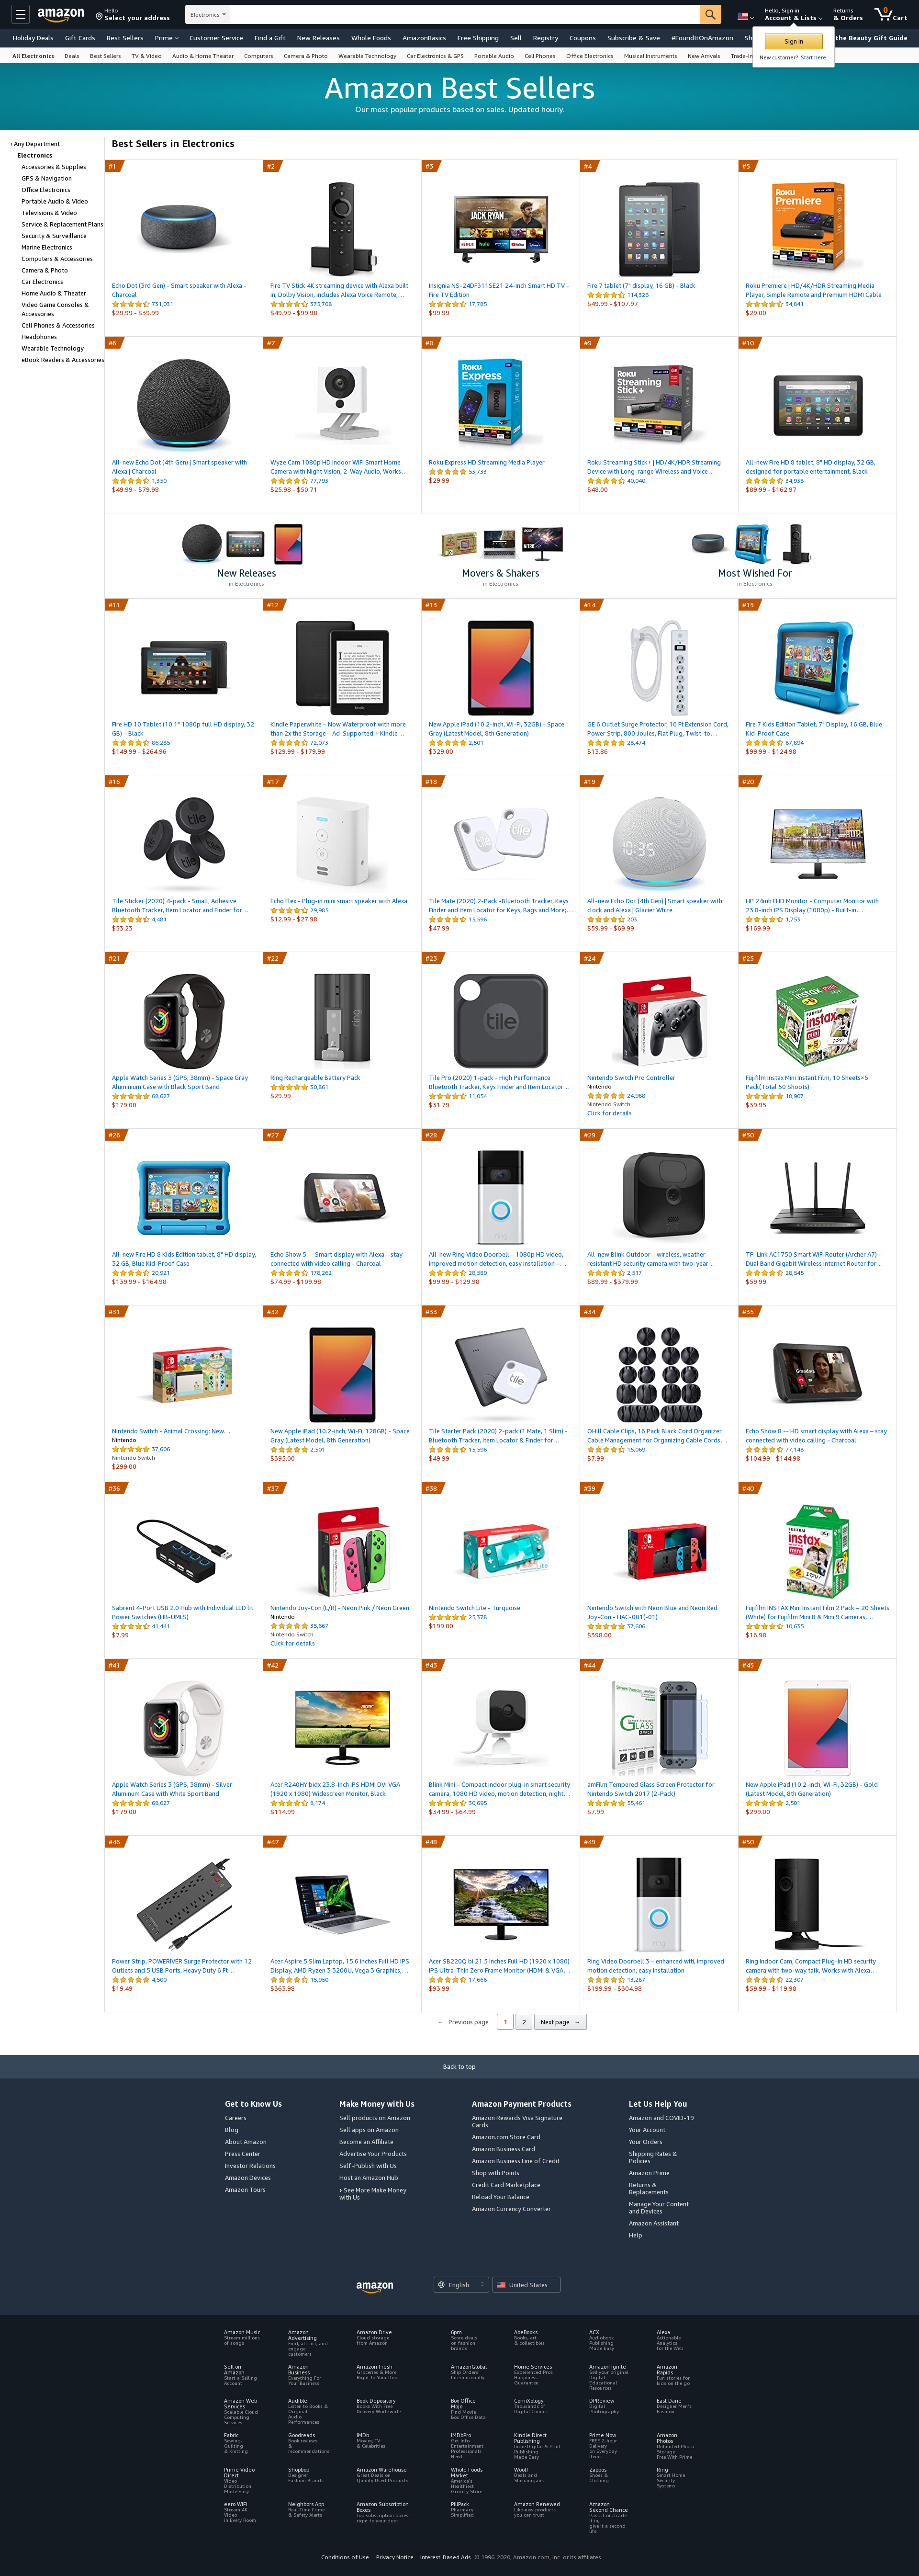 amazon
Hello
Select your address
Electronics
Hello, Sign in
Account & Lists
Returns
& Orders
0
Cart
Holiday Deals
Gift Cards
Best Sellers
Prime
Customer Service
Find a Gift
New Releases
Whole Foods
AmazonBasics
Free Shipping
Sell
Registry
Coupons
Subscribe & Save
#FoundItOnAmazon
the Beauty Gift Guide
Sign in
New customer? Start here.
All Electronics
Deals
Best Sellers
TV & Video
Audio & Home Theater
Computers
Camera & Photo
Wearable Technology
Car Electronics & GPS
Portable Audio
Cell Phones
Office Electronics
Musical Instruments
New Arrivals
Amazon Best Sellers
Our most popular products based on sales. Updated hourly.
‹ Any Department
Electronics
Accessories & Supplies
GPS & Navigation
Office Electronics
Portable Audio & Video
Televisions & Video
Service & Replacement Plans
Security & Surveillance
Marine Electronics
Computers & Accessories
Camera & Photo
Car Electronics
Home Audio & Theater
Video Game Consoles &
Accessories
Cell Phones & Accessories
Headphones
Wearable Technology
eBook Readers & Accessories
Best Sellers in Electronics
#1
Echo Dot (3rd Gen) - Smart speaker with Alexa -
Charcoal
731,031
$29.99 - $39.99
#2
Fire TV Stick 4K streaming device with Alexa built
in, Dolby Vision, includes Alexa Voice Remote,…
375,768
$49.99 - $99.98
#3
JACK RYAN
Insignia NS-24DF311SE21 24-inch Smart HD TV -
Fire TV Edition
17,785
$99.99
#4
Fire 7 tablet (7" display, 16 GB) - Black
114,326
$49.99 - $107.97
#5
Roku
Premiere
Roku Premiere | HD/4K/HDR Streaming Media
Player, Simple Remote and Premium HDMI Cable
34,841
$29.00
#6
All-new Echo Dot (4th Gen) | Smart speaker with
Alexa | Charcoal
1,350
$49.99 - $79.98
#7
Wyze Cam 1080p HD Indoor WiFi Smart Home
Camera with Night Vision, 2-Way Audio, Works…
77,793
$25.98 - $50.71
#8
Roku
Express
Roku Express HD Streaming Media Player
53,733
$29.99
#9
Roku
Streaming
Stick+
Roku Streaming Stick+ | HD/4K/HDR Streaming
Device with Long-range Wireless and Voice…
40,040
$48.00
#10
All-new Fire HD 8 tablet, 8" HD display, 32 GB,
designed for portable entertainment, Black
34,938
$89.99 - $162.97
New Releases
in Electronics
NITRO
Movers & Shakers
in Electronics
Most Wished For
in Electronics
#11
Fire HD 10 Tablet (10.1" 1080p full HD display, 32
GB) – Black
86,285
$149.99 - $264.96
#12
kindle
Kindle Paperwhite – Now Waterproof with more
than 2x the Storage – Ad-Supported + Kindle…
72,073
$129.99 - $179.99
#13
New Apple iPad (10.2-inch, Wi-Fi, 32GB) - Space
Gray (Latest Model, 8th Generation)
2,501
$329.00
#14
GE 6 Outlet Surge Protector, 10 Ft Extension Cord,
Power Strip, 800 Joules, Flat Plug, Twist-to…
28,474
$13.86
#15
Fire 7 Kids Edition Tablet, 7" Display, 16 GB, Blue
Kid-Proof Case
87,894
$99.99 - $124.98
#16
tile
Tile Sticker (2020) 4-pack - Small, Adhesive
Bluetooth Tracker, Item Locator and Finder for…
4,481
$53.23
#17
Echo Flex - Plug-in mini smart speaker with Alexa
29,985
$12.99 - $27.98
#18
tile
tile
Tile Mate (2020) 2-Pack -Bluetooth Tracker, Keys
Finder and Item Locator for Keys, Bags and More;…
15,596
$47.99
#19
10:35
All-new Echo Dot (4th Gen) | Smart speaker with
clock and Alexa | Glacier White
203
$59.99 - $69.99
#20
HP 24mh FHD Monitor - Computer Monitor with
23.8-inch IPS Display (1080p) - Built-in…
1,753
$169.99
#21
Apple Watch Series 3 (GPS, 38mm) - Space Gray
Aluminium Case with Black Sport Band
68,627
$179.00
#22
ring
Ring Rechargeable Battery Pack
30,861
$29.99
#23
tile
Tile Pro (2020) 1-pack - High Performance
Bluetooth Tracker, Keys Finder and Item Locator…
11,054
$31.79
#24
Nintendo Switch Pro Controller
Nintendo
24,988
Nintendo Switch
Click for details
#25
instax
Fujifilm Instax Mini Instant Film, 10 Sheets×5
Pack(Total 50 Shoots)
18,907
$39.95
#26
All-new Fire HD 8 Kids Edition tablet, 8" HD display,
32 GB, Blue Kid-Proof Case
20,921
$139.99 - $164.98
#27
Echo Show 5 -- Smart display with Alexa – stay
connected with video calling - Charcoal
178,262
$74.99 - $109.98
#28
ring
All-new Ring Video Doorbell – 1080p HD video,
improved motion detection, easy installation –…
28,589
$99.99 - $129.98
#29
All-new Blink Outdoor – wireless, weather-
resistant HD security camera with two-year…
2,517
$89.99 - $379.99
#30
TP-Link AC1750 Smart WiFi Router (Archer A7) -
Dual Band Gigabit Wireless Internet Router for…
28,545
$59.99
#31
Nintendo Switch - Animal Crossing: New…
Nintendo
37,606
Nintendo Switch
$299.00
#32
New Apple iPad (10.2-inch, Wi-Fi, 128GB) - Space
Gray (Latest Model, 8th Generation)
2,501
$395.00
#33
tile
Tile Starter Pack (2020) 2-pack (1 Mate, 1 Slim) -
Bluetooth Tracker, Item Locator & Finder for…
15,596
$49.99
#34
OHill Cable Clips, 16 Pack Black Cord Organizer
Cable Management for Organizing Cable Cords…
15,069
$7.99
#35
Grandma
Echo Show 8 -- HD smart display with Alexa – stay
connected with video calling - Charcoal
77,148
$104.99 - $144.98
#36
Sabrent 4-Port USB 2.0 Hub with Individual LED lit
Power Switches (HB-UMLS)
41,441
$7.99
#37
Nintendo Joy-Con (L/R) - Neon Pink / Neon Green
Nintendo
35,667
Nintendo Switch
Click for details
#38
Nintendo Switch Lite - Turquoise
25,378
$199.00
#39
Nintendo Switch with Neon Blue and Neon Red
Joy-Con - HAC-001(-01)
37,606
$398.00
#40
instax
mini
Fujifilm INSTAX Mini Instant Film 2 Pack = 20 Sheets
(White) for Fujifilm Mini 8 & Mini 9 Cameras,…
10,635
$16.98
#41
Apple Watch Series 3 (GPS, 38mm) - Silver
Aluminum Case with White Sport Band
68,627
$179.00
#42
acer
Acer R240HY bidx 23.8-Inch IPS HDMI DVI VGA
(1920 x 1080) Widescreen Monitor, Black
8,174
$114.99
#43
Blink Mini – Compact indoor plug-in smart security
camera, 1080 HD video, motion detection, night…
30,695
$34.99 - $64.99
#44
GLASS
amFilm Tempered Glass Screen Protector for
Nintendo Switch 2017 (2-Pack)
55,461
$7.99
#45
New Apple iPad (10.2-inch, Wi-Fi, 32GB) - Gold
(Latest Model, 8th Generation)
2,501
$299.00
#46
Power Strip, POWERIVER Surge Protector with 12
Outlets and 5 USB Ports, Heavy Duty 6 Ft…
4,500
$19.49
#47
Acer Aspire 5 Slim Laptop, 15.6 inches Full HD IPS
Display, AMD Ryzen 3 3200U, Vega 3 Graphics,…
15,950
$363.98
#48
Acer SB220Q bi 21.5 Inches Full HD (1920 x 1080)
IPS Ultra-Thin Zero Frame Monitor (HDMI & VGA…
17,666
$93.99
#49
ring
Ring Video Doorbell 3 – enhanced wifi, improved
motion detection, easy installation
13,287
$199.99 - $304.98
#50
Ring Indoor Cam, Compact Plug-In HD security
camera with two-way talk, Works with Alexa…
22,307
$59.99 - $119.98
← Previous page
1
2
Next page →
Back to top
Get to Know Us
Careers
Blog
About Amazon
Press Center
Investor Relations
Amazon Devices
Amazon Tours
Make Money with Us
Sell products on Amazon
Sell apps on Amazon
Become an Affiliate
Advertise Your Products
Self-Publish with Us
Host an Amazon Hub
› See More Make Money
with Us
Amazon Payment Products
Amazon Rewards Visa Signature
Cards
Amazon.com Store Card
Amazon Business Card
Amazon Business Line of Credit
Shop with Points
Credit Card Marketplace
Reload Your Balance
Amazon Currency Converter
Let Us Help You
Amazon and COVID-19
Your Account
Your Orders
Shipping Rates &
Policies
Amazon Prime
Returns &
Replacements
Manage Your Content
and Devices
Amazon Assistant
Help
amazon
English
United States
Amazon Music
Stream millions
of songs
Amazon
Advertising
Find, attract, and
engage
customers
Amazon Drive
Cloud storage
from Amazon
6pm
Score deals
on fashion
brands
AbeBooks
Books, art
& collectibles
ACX
Audiobook
Publishing
Made Easy
Alexa
Actionable
Analytics
for the Web
Sell on
Amazon
Start a Selling
Account
Amazon
Business
Everything For
Your Business
Amazon Fresh
Groceries & More
Right To Your Door
AmazonGlobal
Ship Orders
Internationally
Home Services
Experienced Pros
Happiness
Guarantee
Amazon Ignite
Sell your original
Digital
Educational
Resources
Amazon
Rapids
Fun stories for
kids on the go
Amazon Web
Services
Scalable Cloud
Computing
Services
Audible
Listen to Books &
Original
Audio
Performances
Book Depository
Books With Free
Delivery Worldwide
Box Office
Mojo
Find Movie
Box Office Data
ComiXology
Thousands of
Digital Comics
DPReview
Digital
Photography
East Dane
Designer Men's
Fashion
Fabric
Sewing,
Quilting
& Knitting
Goodreads
Book reviews
&
recommendations
IMDb
Movies, TV
& Celebrities
IMDbPro
Get Info
Entertainment
Professionals
Need
Kindle Direct
Publishing
Indie Digital & Print
Publishing
Made Easy
Prime Now
FREE 2-hour
Delivery
on Everyday
Items
Amazon
Photos
Unlimited Photo
Storage
Free With Prime
Prime Video
Direct
Video
Distribution
Made Easy
Shopbop
Designer
Fashion Brands
Amazon Warehouse
Great Deals on
Quality Used Products
Whole Foods
Market
America's
Healthiest
Grocery Store
Woot!
Deals and
Shenanigans
Zappos
Shoes &
Clothing
Ring
Smart Home
Security
Systems
eero WiFi
Stream 4K
Video
in Every Room
Neighbors App
Real-Time Crime
& Safety Alerts
Amazon Subscription
Boxes
Top subscription boxes –
right to your door
PillPack
Pharmacy
Simplified
Amazon Renewed
Like-new products
you can trust
Amazon
Second Chance
Pass it on, trade
it in,
give it a second
life
Conditions of Use
Privacy Notice
Interest-Based Ads
© 1996-2020, Amazon.com, Inc. or its affiliates